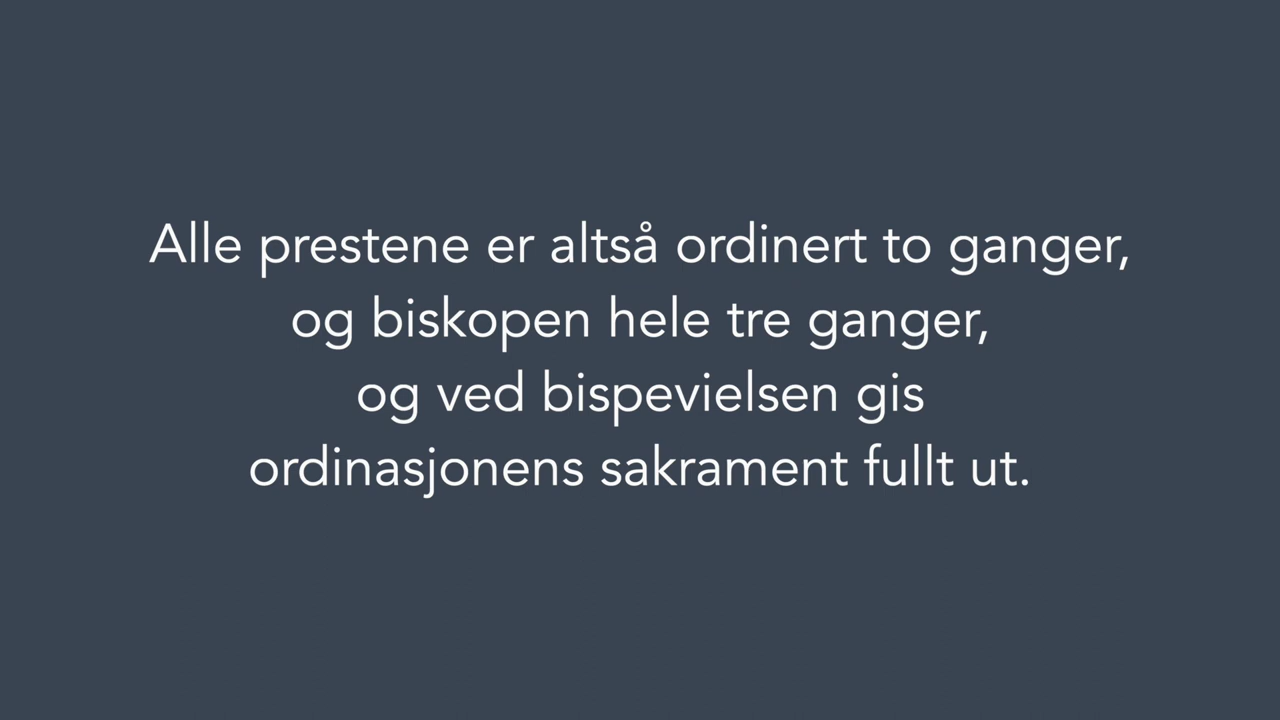 Alle prestene er altså ordinert to ganger,
og biskopen hele tre ganger,
og ved bispevielsen gis
ordinasjonens sakrament fullt ut.